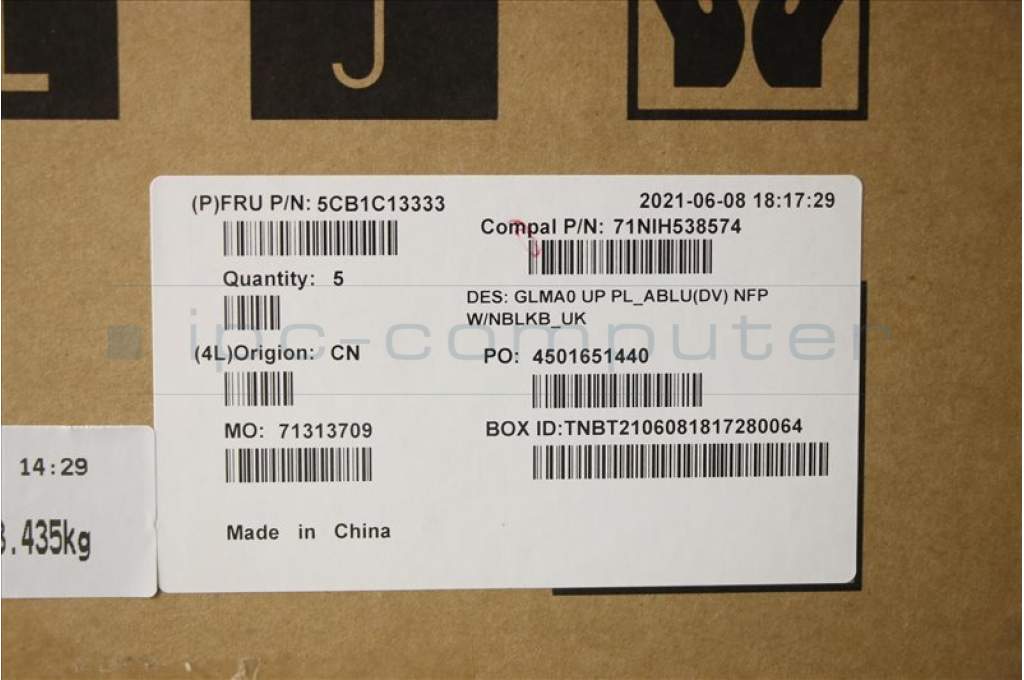 (P)FRU P/N: 5CB1C13333
2021-06-08 18:17:29
Compal P/N: 71NIH538574
Quantity: 5
DES: GLMA0 UP PL_ABLU(DV) NFP
W/NBLKB_UK
ipc-computer
(4L)Origion: CN
PO: 4501651440
MO: 71313709
BOX ID:TNBT2106081817280064
14:29
.435kg
Made in China